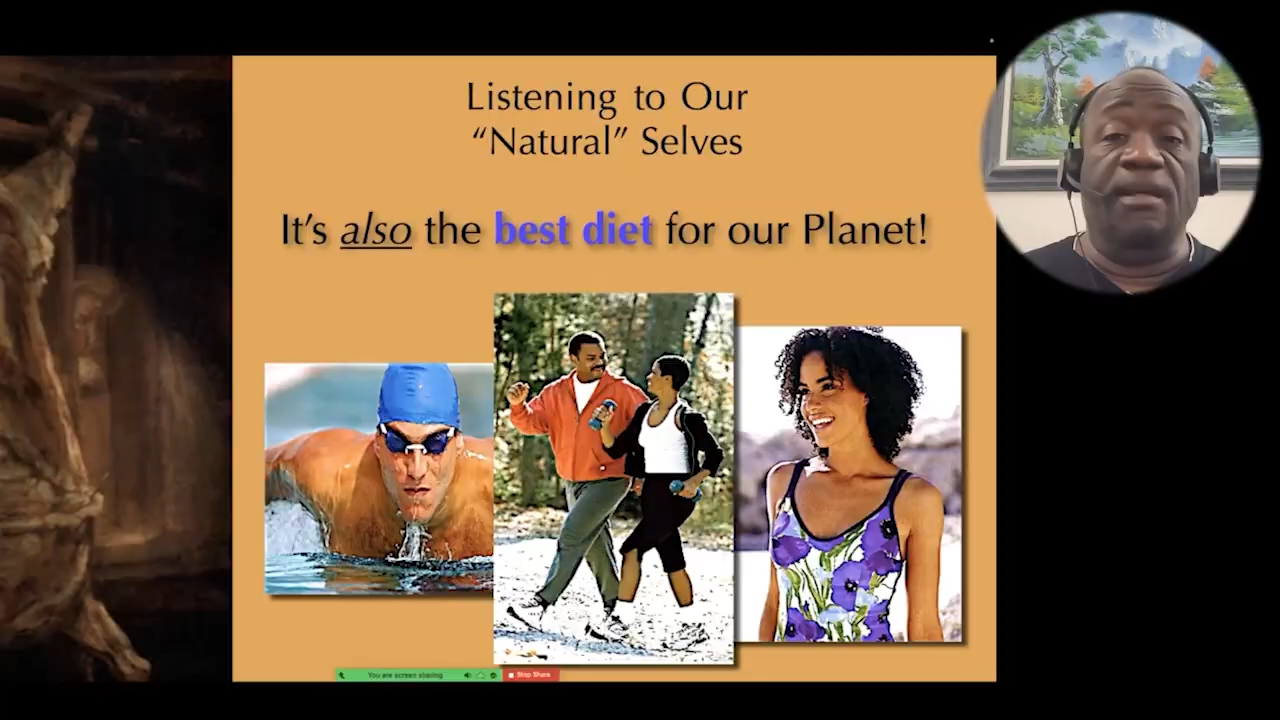 Listening to Our
“Natural” Selves
It’s also the best diet for our Planet!
You are screen sharing
Stop Share